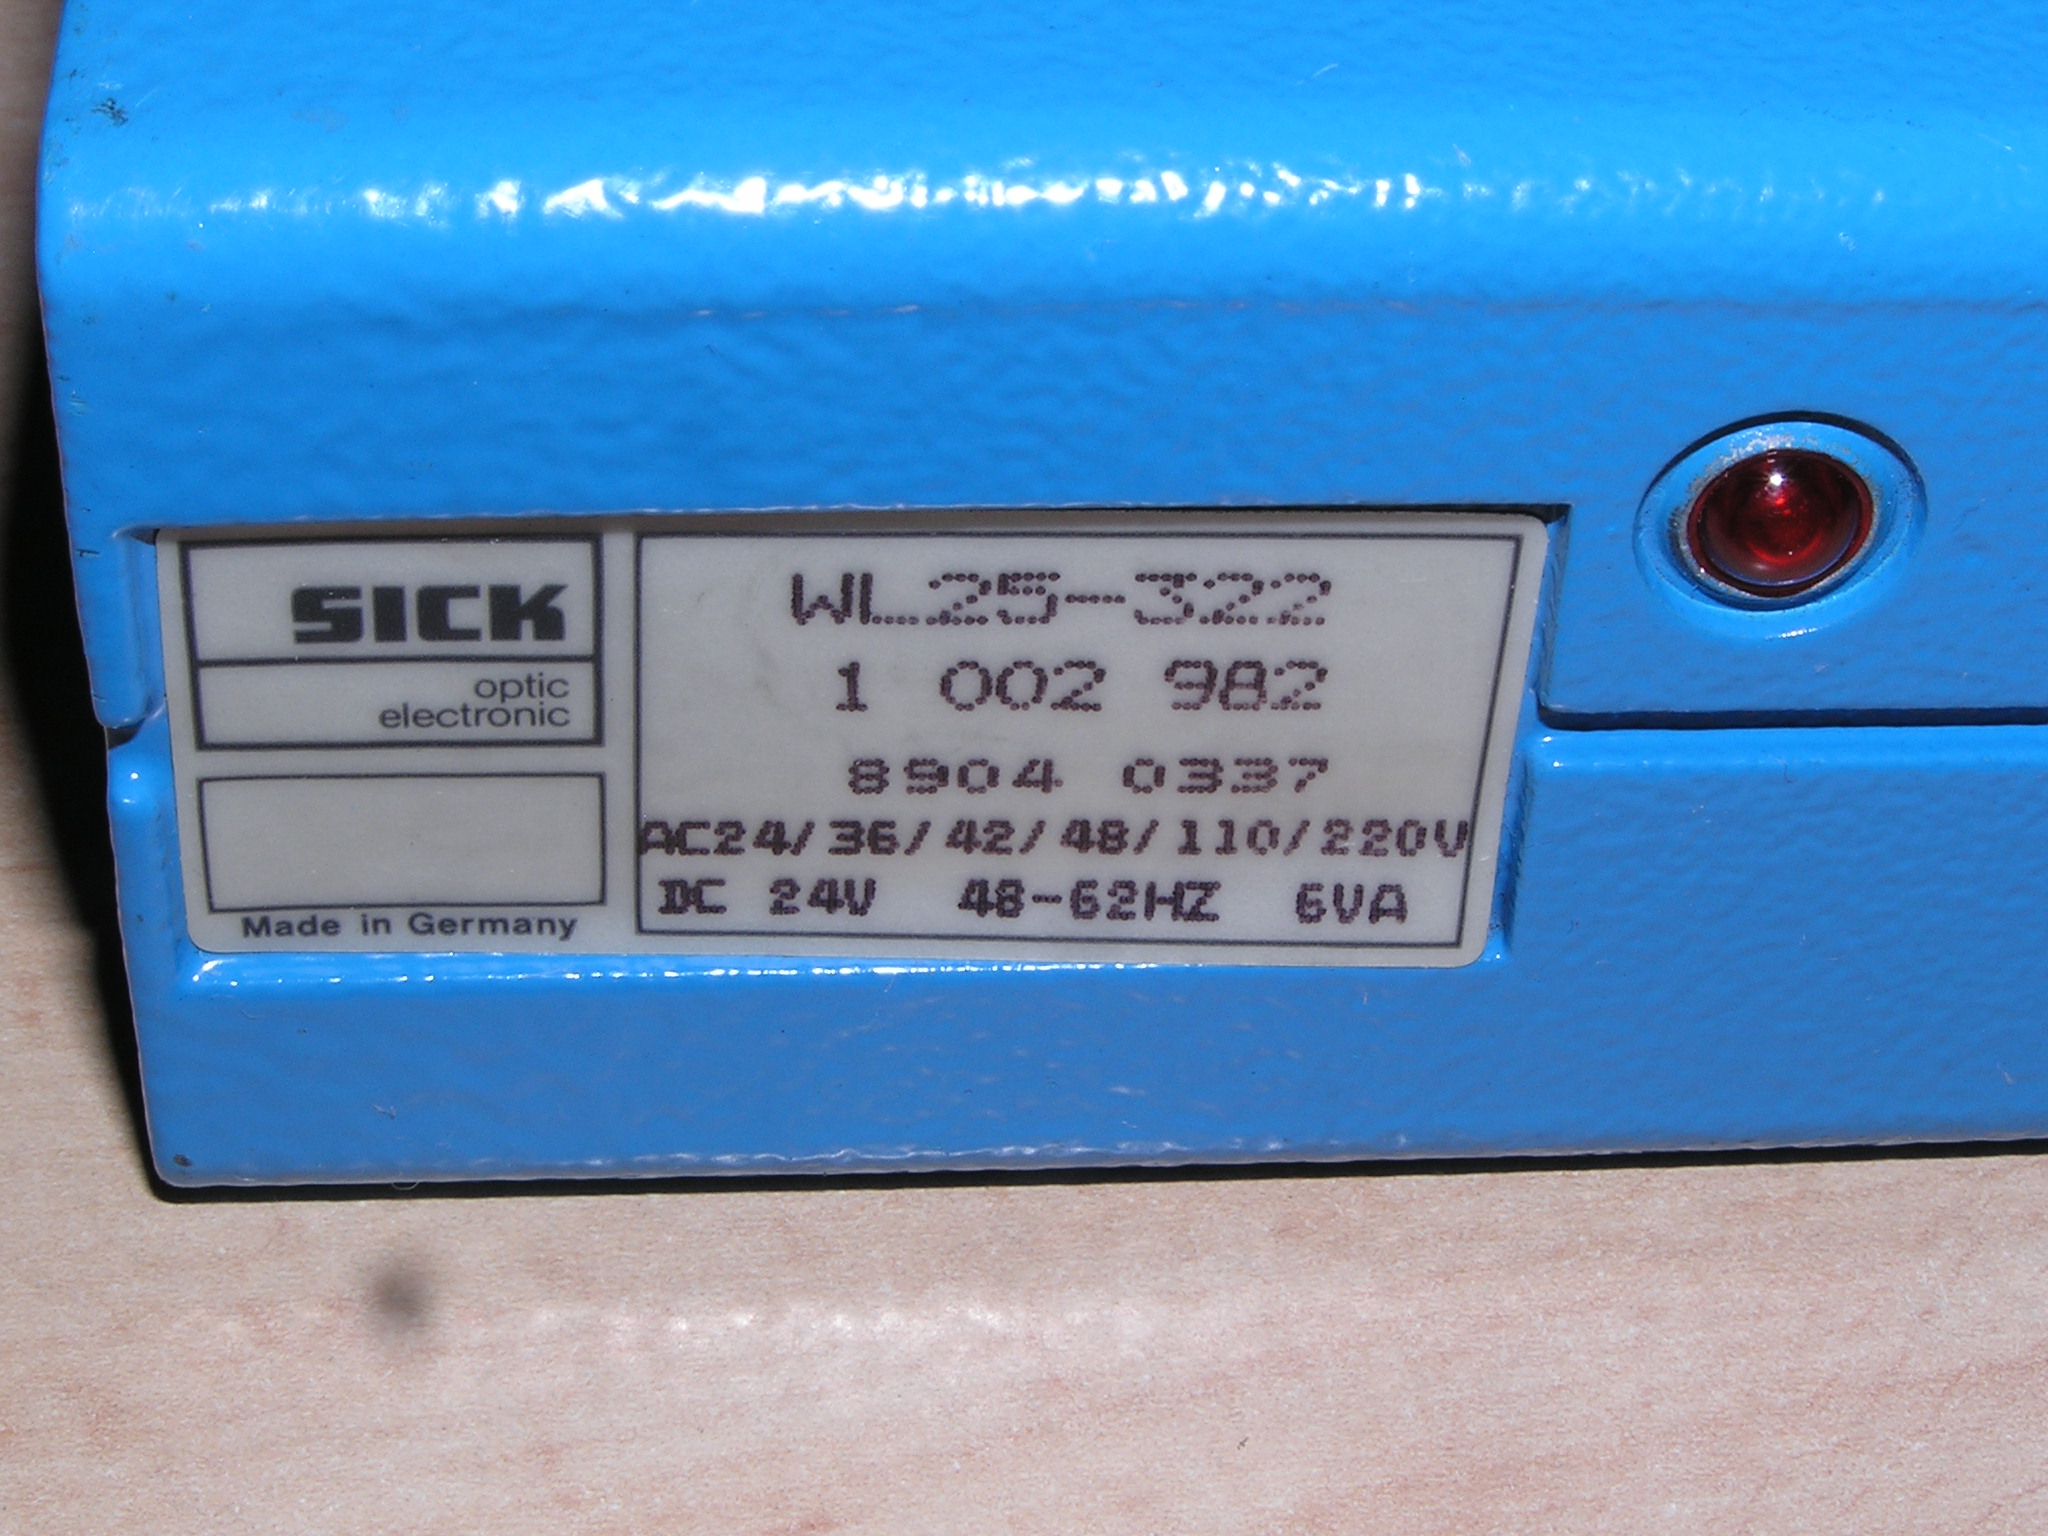 SICK
optic
electronic
Made in Germany
WL25-322
1 002 982
8904 0337
AC24/36/42/48/110/220V
DC 24V 48-62HZ 6VA